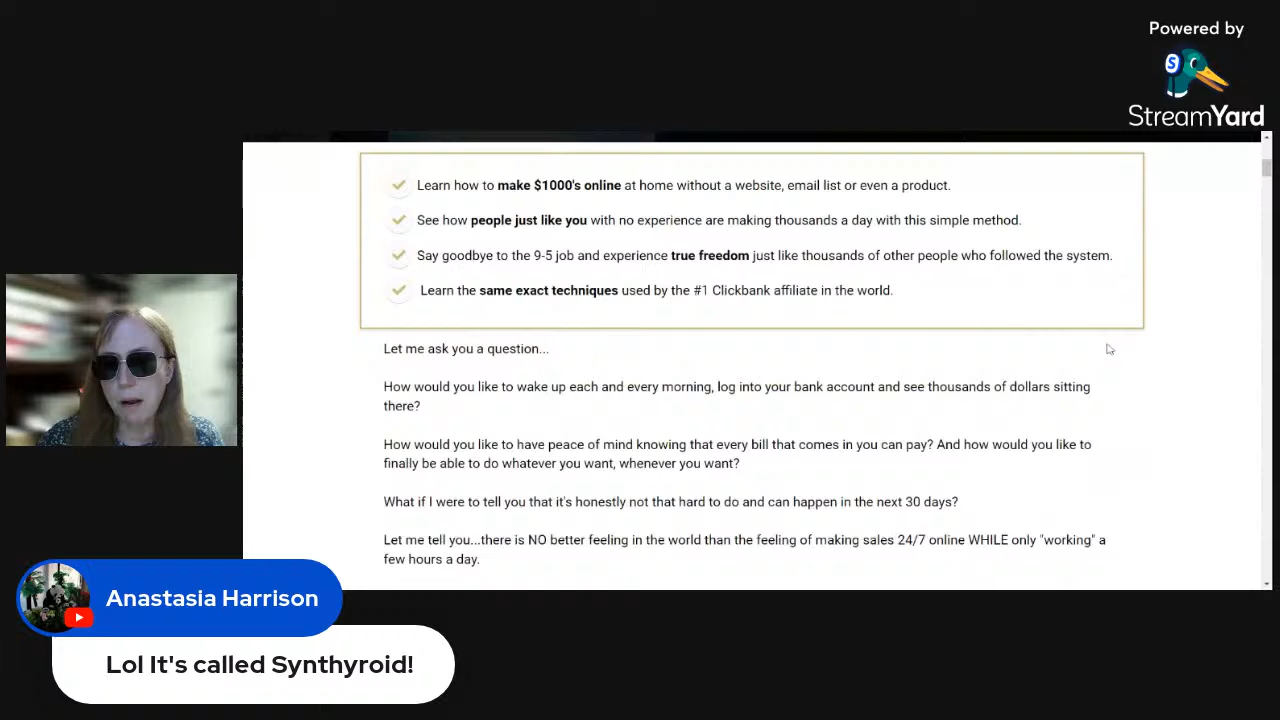 Powered by
StreamYard
Learn how to make $1000's online at home without a website, email list or even a product.
See how people just like you with no experience are making thousands a day with this simple method.
Say goodbye to the 9-5 job and experience true freedom just like thousands of other people who followed the system.
Learn the same exact techniques used by the #1 Clickbank affiliate in the world.
Let me ask you a question...
How would you like to wake up each and every morning, log into your bank account and see thousands of dollars sitting
there?
How would you like to have peace of mind knowing that every bill that comes in you can pay? And how would you like to
finally be able to do whatever you want, whenever you want?
What if I were to tell you that it's honestly not that hard to do and can happen in the next 30 days?
Let me tell you...there is NO better feeling in the world than the feeling of making sales 24/7 online WHILE only "working" a
few hours a day.
Anastasia Harrison
Lol It's called Synthyroid!